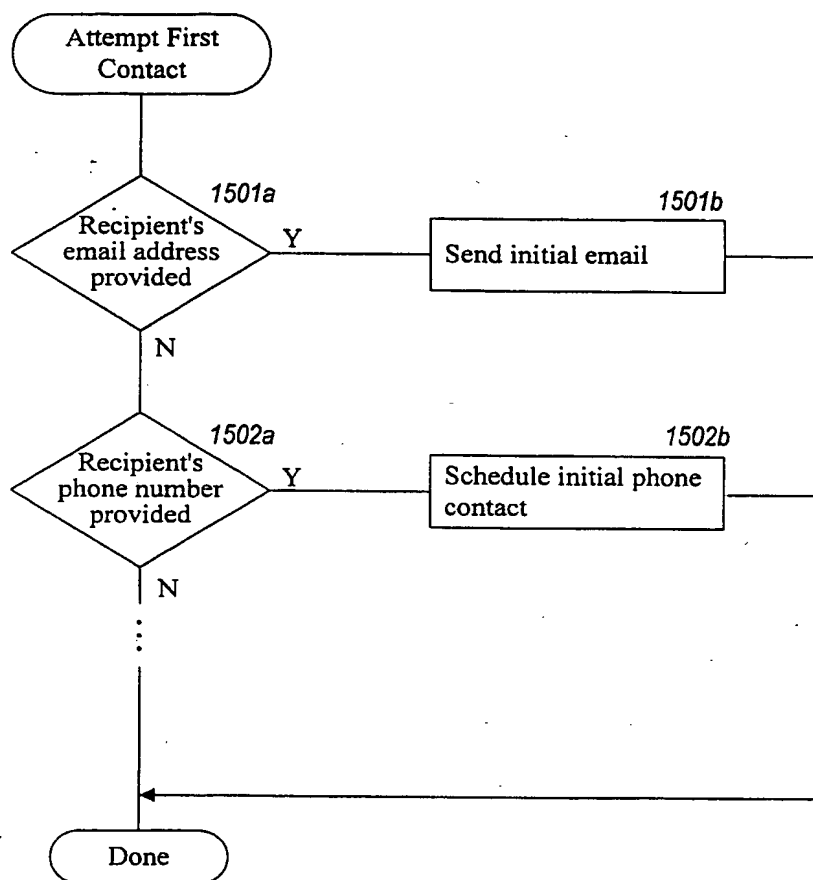 Attempt First
Contact
1501a
Recipient's
email address
provided
Y
N
1501b
Send initial email
1502a
Recipient's
phone number
provided
Y
N
1502b
Schedule initial phone
contact
Done